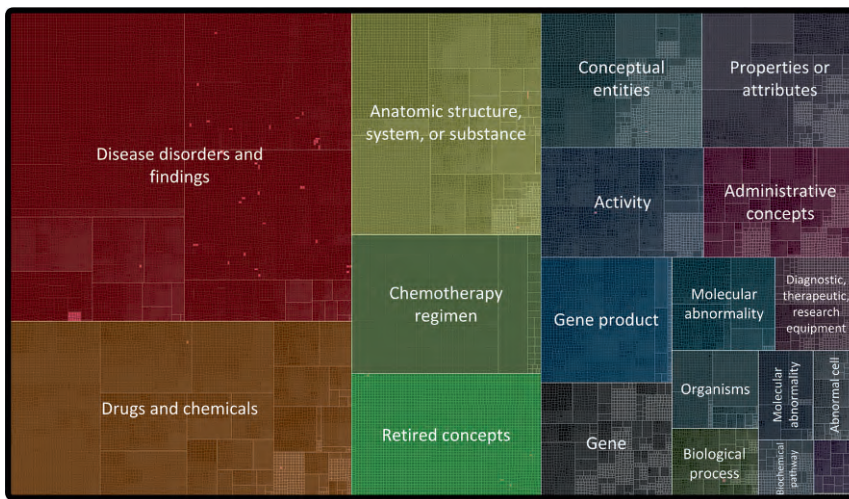 Disease disorders and
findings
Drugs and chemicals
Anatomic structure,
system, or substance
Chemotherapy
regimen
Retired concepts
Conceptual
entities
Properties or
attributes
Activity
Administrative
concepts
Gene product
Molecular
abnormality
Diagnostic,
therapeutic,
research
equipment
Gene
Organisms
Molecular
abnormality
Abnormal cell
Biological
process
Biochemical
pathway